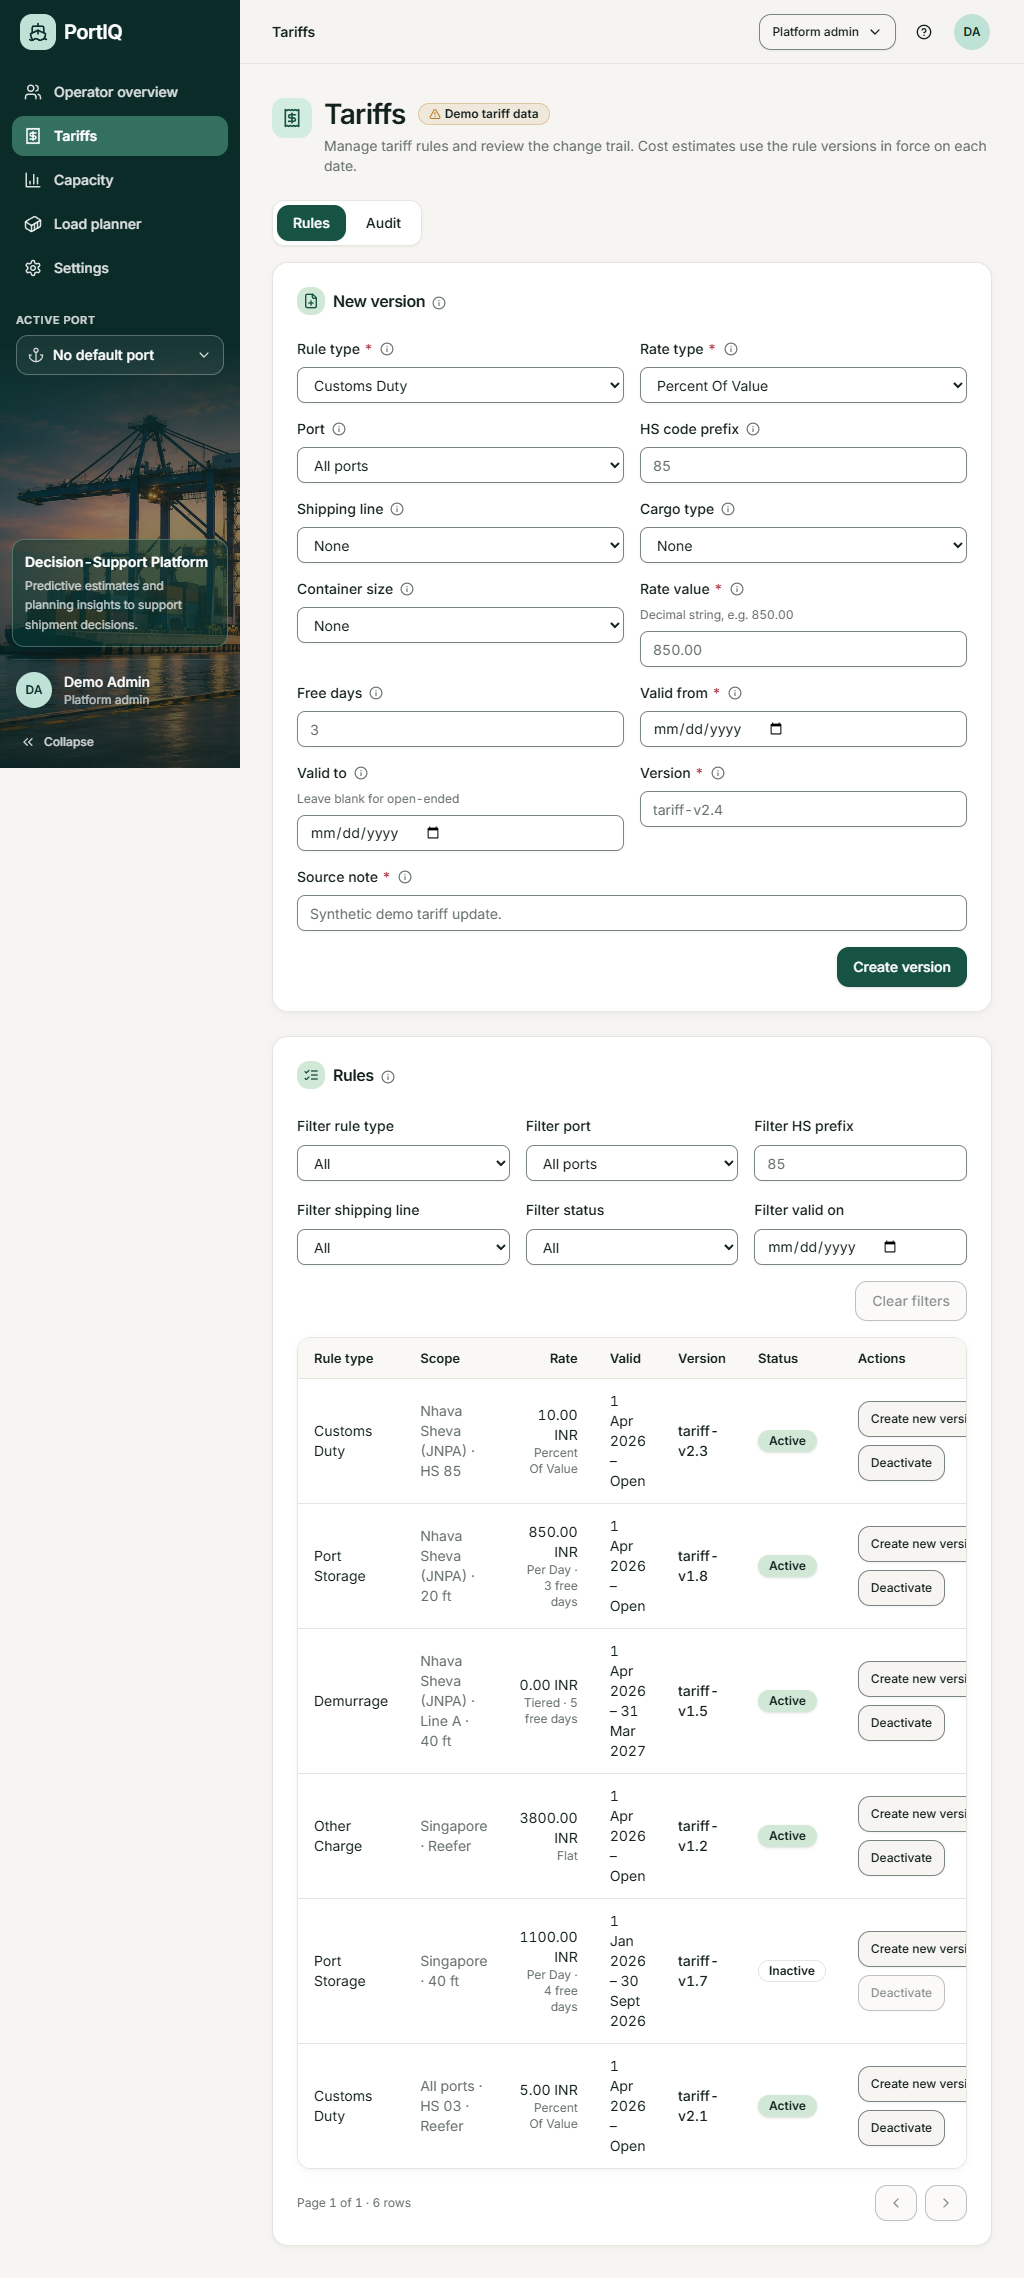 PortIQ
Operator overview
Tariffs
Capacity
Load planner
Settings
ACTIVE PORT
No default port
Decision-Support Platform
Predictive estimates and
planning insights to support
shipment decisions.
DA
Demo Admin
Platform admin
Collapse
Tariffs
Platform admin
DA
Tariffs
Demo tariff data
Manage tariff rules and review the change trail. Cost estimates use the rule versions in force on each
date.
Rules Audit
New version
Rule type *
Rate type *
Customs Duty
Percent Of Value
Port
HS code prefix
All ports
85
Shipping line
Cargo type
None
None
Container size
Rate value *
Decimal string, e.g. 850.00
None
850.00
Free days
Valid from *
3
mm/dd/yyyy
Valid to
Version *
Leave blank for open-ended
tariff-v2.4
mm/dd/yyyy
Source note *
Synthetic demo tariff update.
Create version
Rules
Filter rule type Filter port Filter HS prefix
All All ports 85
Filter shipping line Filter status Filter valid on
All All mm/dd/yyyy
Clear filters
Rule type Scope Rate Valid Version Status Actions
Customs
Duty
Nhava
Sheva
(JNPA) ·
HS 85
10.00
INR
Percent
Of Value
1
Apr
2026
–
Open
tariff-
v2.3
Active
Create new versi
Deactivate
Port
Storage
Nhava
Sheva
(JNPA) ·
20 ft
850.00
INR
Per Day ·
3 free
days
1
Apr
2026
–
Open
tariff-
v1.8
Active
Create new versi
Deactivate
Demurrage
Nhava
Sheva
(JNPA) ·
Line A ·
40 ft
0.00 INR
Tiered · 5
free days
1
Apr
2026
– 31
Mar
2027
tariff-
v1.5
Active
Create new versi
Deactivate
Other
Charge
Singapore
· Reefer
3800.00
INR
Flat
1
Apr
2026
–
Open
tariff-
v1.2
Active
Create new versi
Deactivate
Port
Storage
Singapore
· 40 ft
1100.00
INR
Per Day ·
4 free
days
1
Jan
2026
– 30
Sept
2026
tariff-
v1.7
Inactive
Create new versi
Deactivate
Customs
Duty
All ports ·
HS 03 ·
Reefer
5.00 INR
Percent
Of Value
1
Apr
2026
–
Open
tariff-
v2.1
Active
Create new versi
Deactivate
Page 1 of 1 · 6 rows